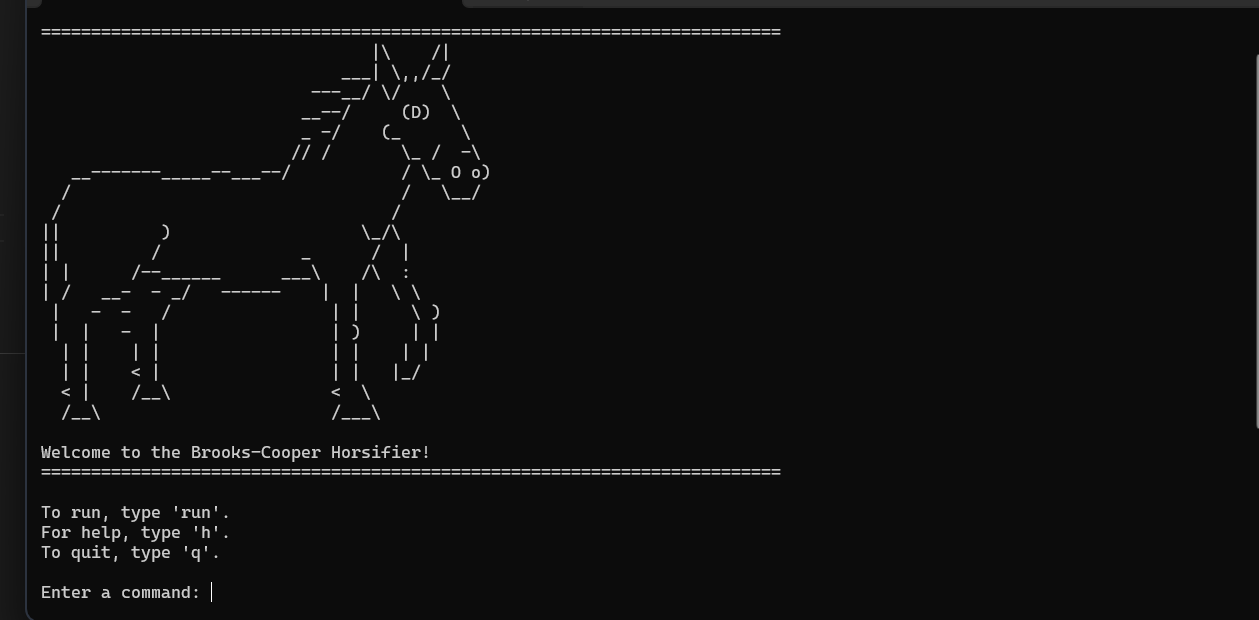 Welcome to the Brooks-Cooper Horsifier!
To run, type 'run'.
For help, type 'h'.
To quit, type 'q'.
Enter a command: